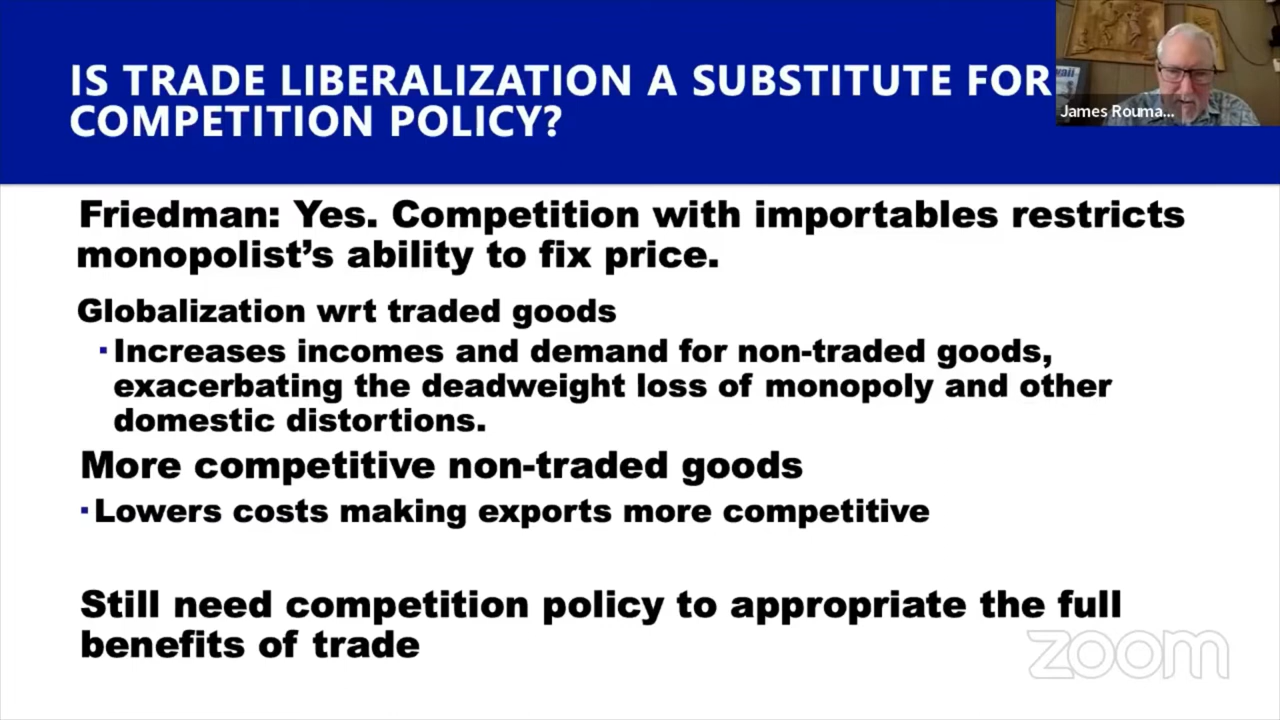 IS TRADE LIBERALIZATION A SUBSTITUTE FOR
COMPETITION POLICY?
James Rouma...
Friedman: Yes. Competition with importables restricts
monopolist’s ability to fix price.
Globalization wrt traded goods
▪Increases incomes and demand for non-traded goods,
exacerbating the deadweight loss of monopoly and other
domestic distortions.
More competitive non-traded goods
▪Lowers costs making exports more competitive
Still need competition policy to appropriate the full
benefits of trade
zoom